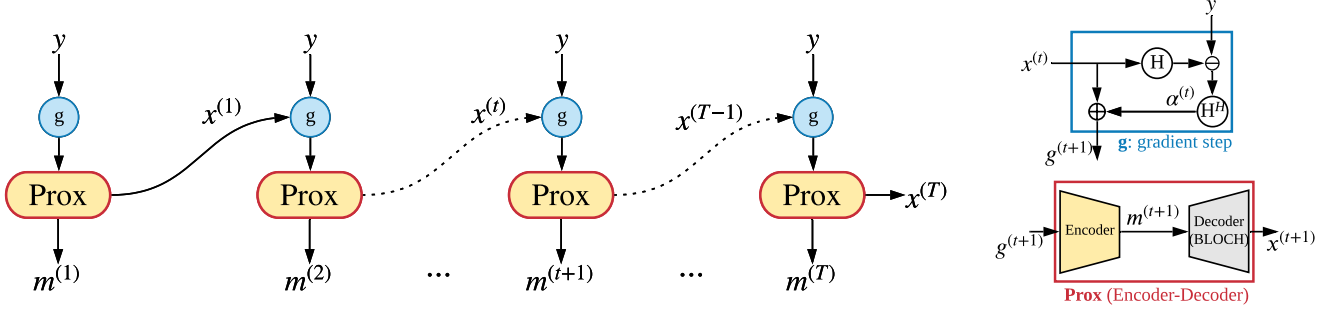 y y y y
g g g g
x^{(1)} x^{(t)} x^{(T-1)}
Prox Prox Prox Prox x^{(T)}
m^{(1)} m^{(2)} ... m^{(t+1)} ... m^{(T)}
y
x^{(t)} H −
α^{(t)}
+ H^H
g^{(t+1)}
g: gradient step
Encoder m^{(t+1)} Decoder
(BLOCH)
g^{(t+1)} x^{(t+1)}
Prox (Encoder-Decoder)